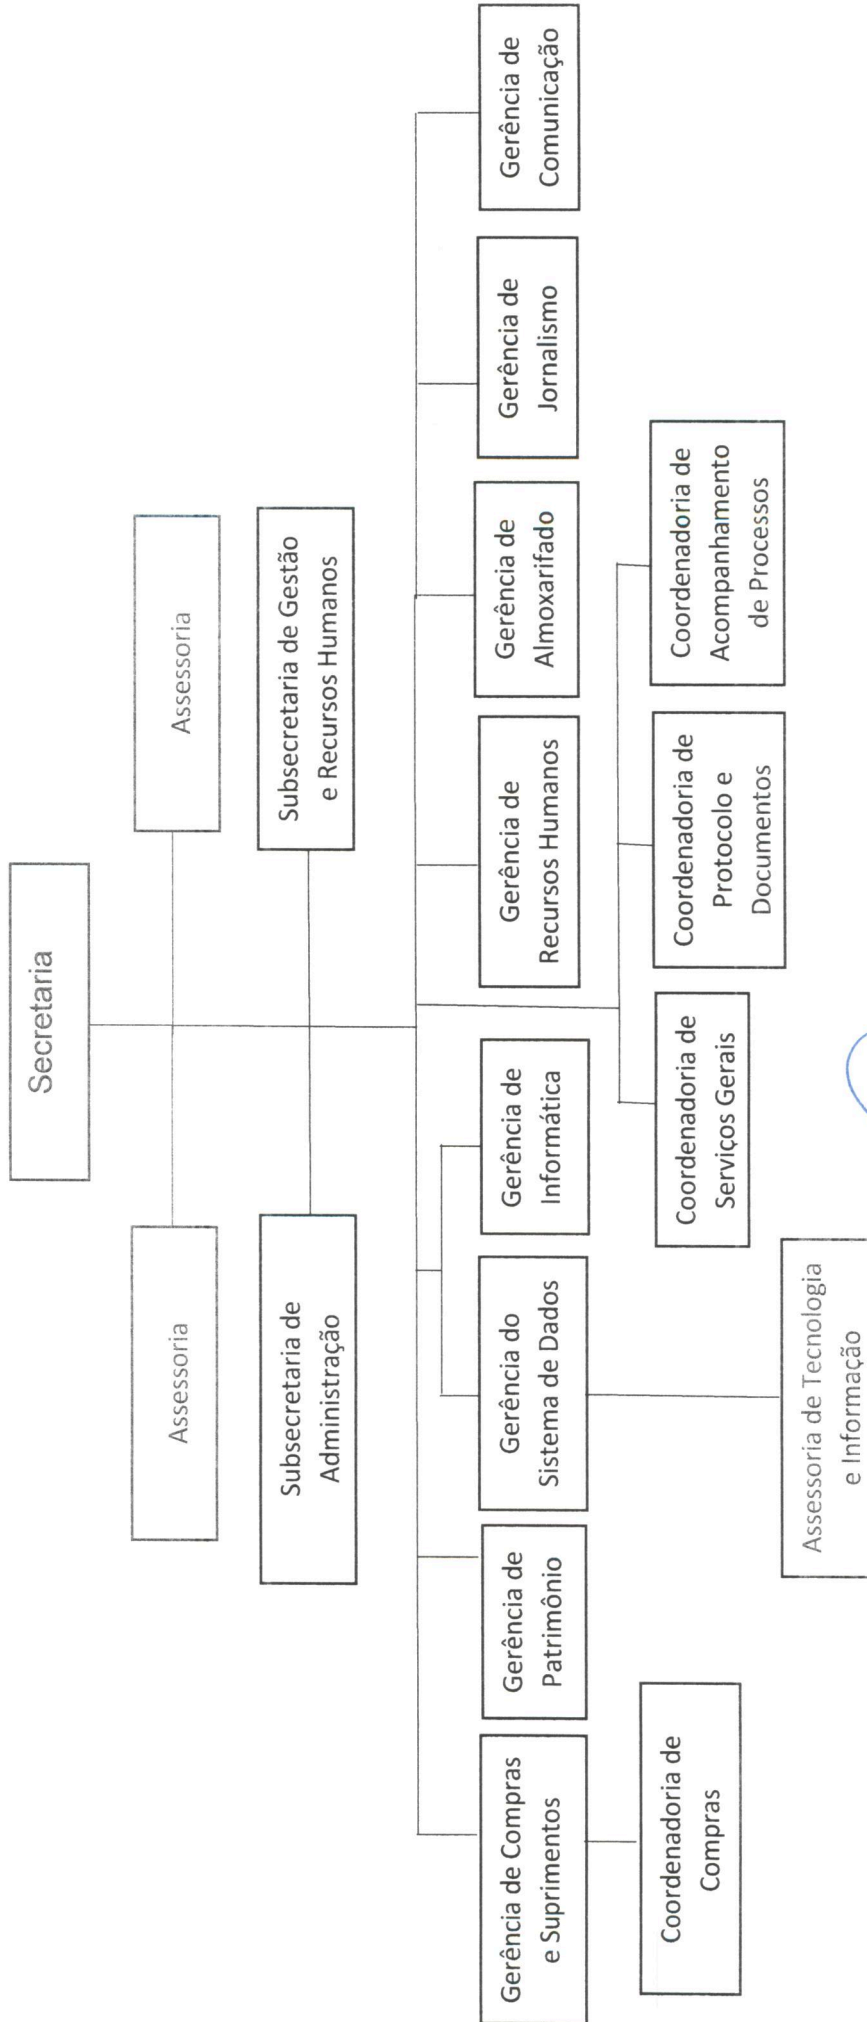 Secretaria
Assessoria
Assessoria
Subsecretaria de
Administração
Subsecretaria de Gestão
e Recursos Humanos
Gerência de Compras
e Suprimentos
Gerência de
Patrimônio
Gerência do
Sistema de Dados
Gerência de
Informática
Gerência de
Recursos Humanos
Gerência de
Almoxarifado
Gerência de
Jornalismo
Gerência de
Comunicação
Coordenadoria de
Compras
Coordenadoria de
Serviços Gerais
Coordenadoria de
Protocolo e
Documentos
Coordenadoria de
Acompanhamento
de Processos
Assessoria de Tecnologia
e Informação